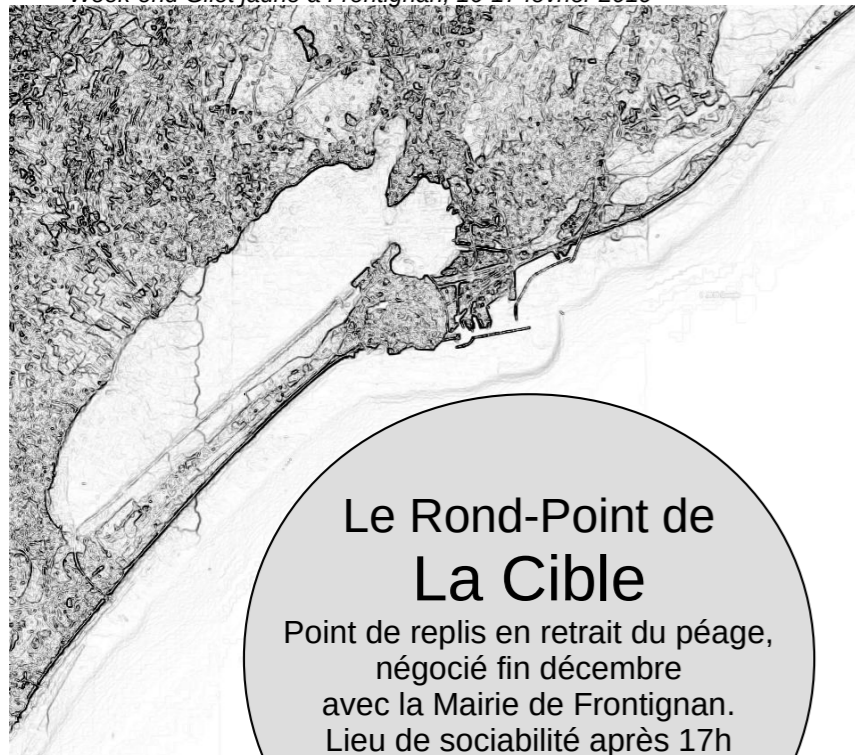 Week-end Gilet jaune à Frontignan, 16-17 février 2019
Le Rond-Point de
La Cible
Point de replis en retrait du péage,
négocié fin décembre
avec la Mairie de Frontignan.
Lieu de sociabilité après 17h